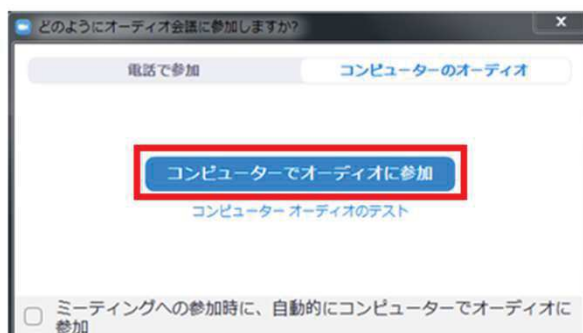 どのようにオーディオ会議に参加しますか?
電話で参加
コンピューターのオーディオ
コンピューターでオーディオに参加
コンピューター オーディオのテスト
ミーティングへの参加時に、自動的にコンピューターでオーディオに
参加